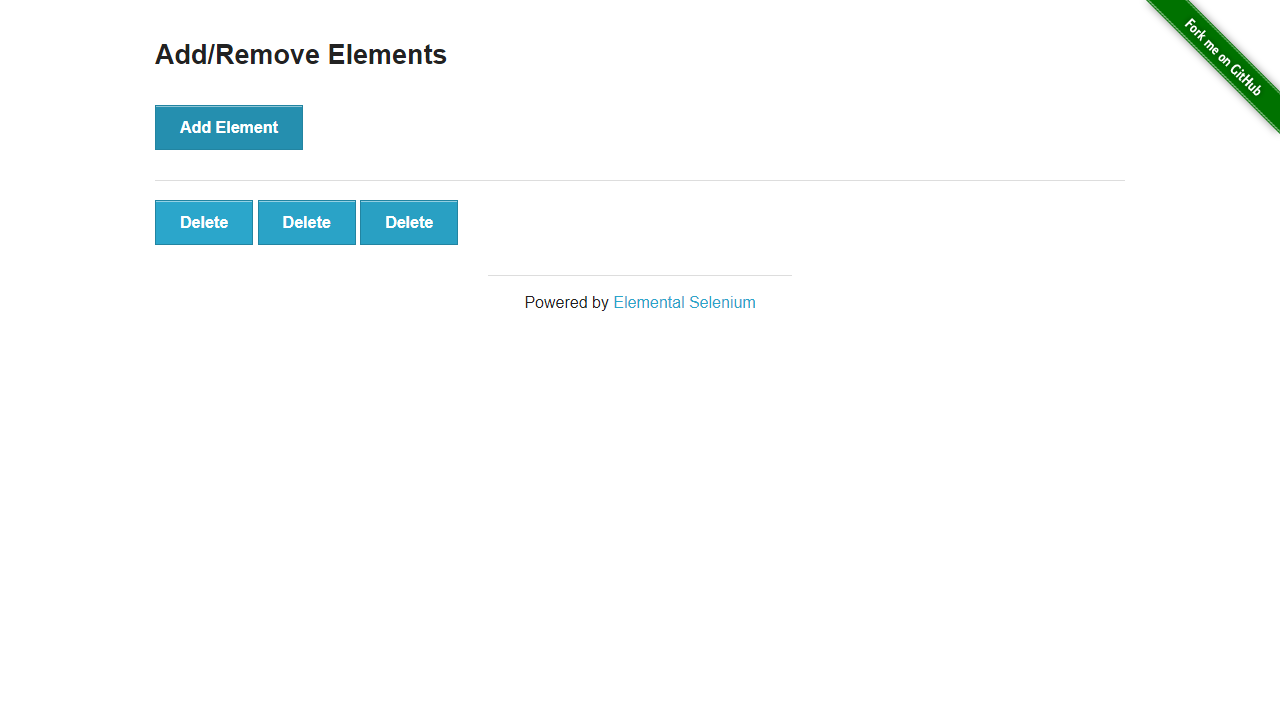 Add/Remove Elements
Fork me on GitHub
Add Element
Delete Delete Delete
Powered by Elemental Selenium